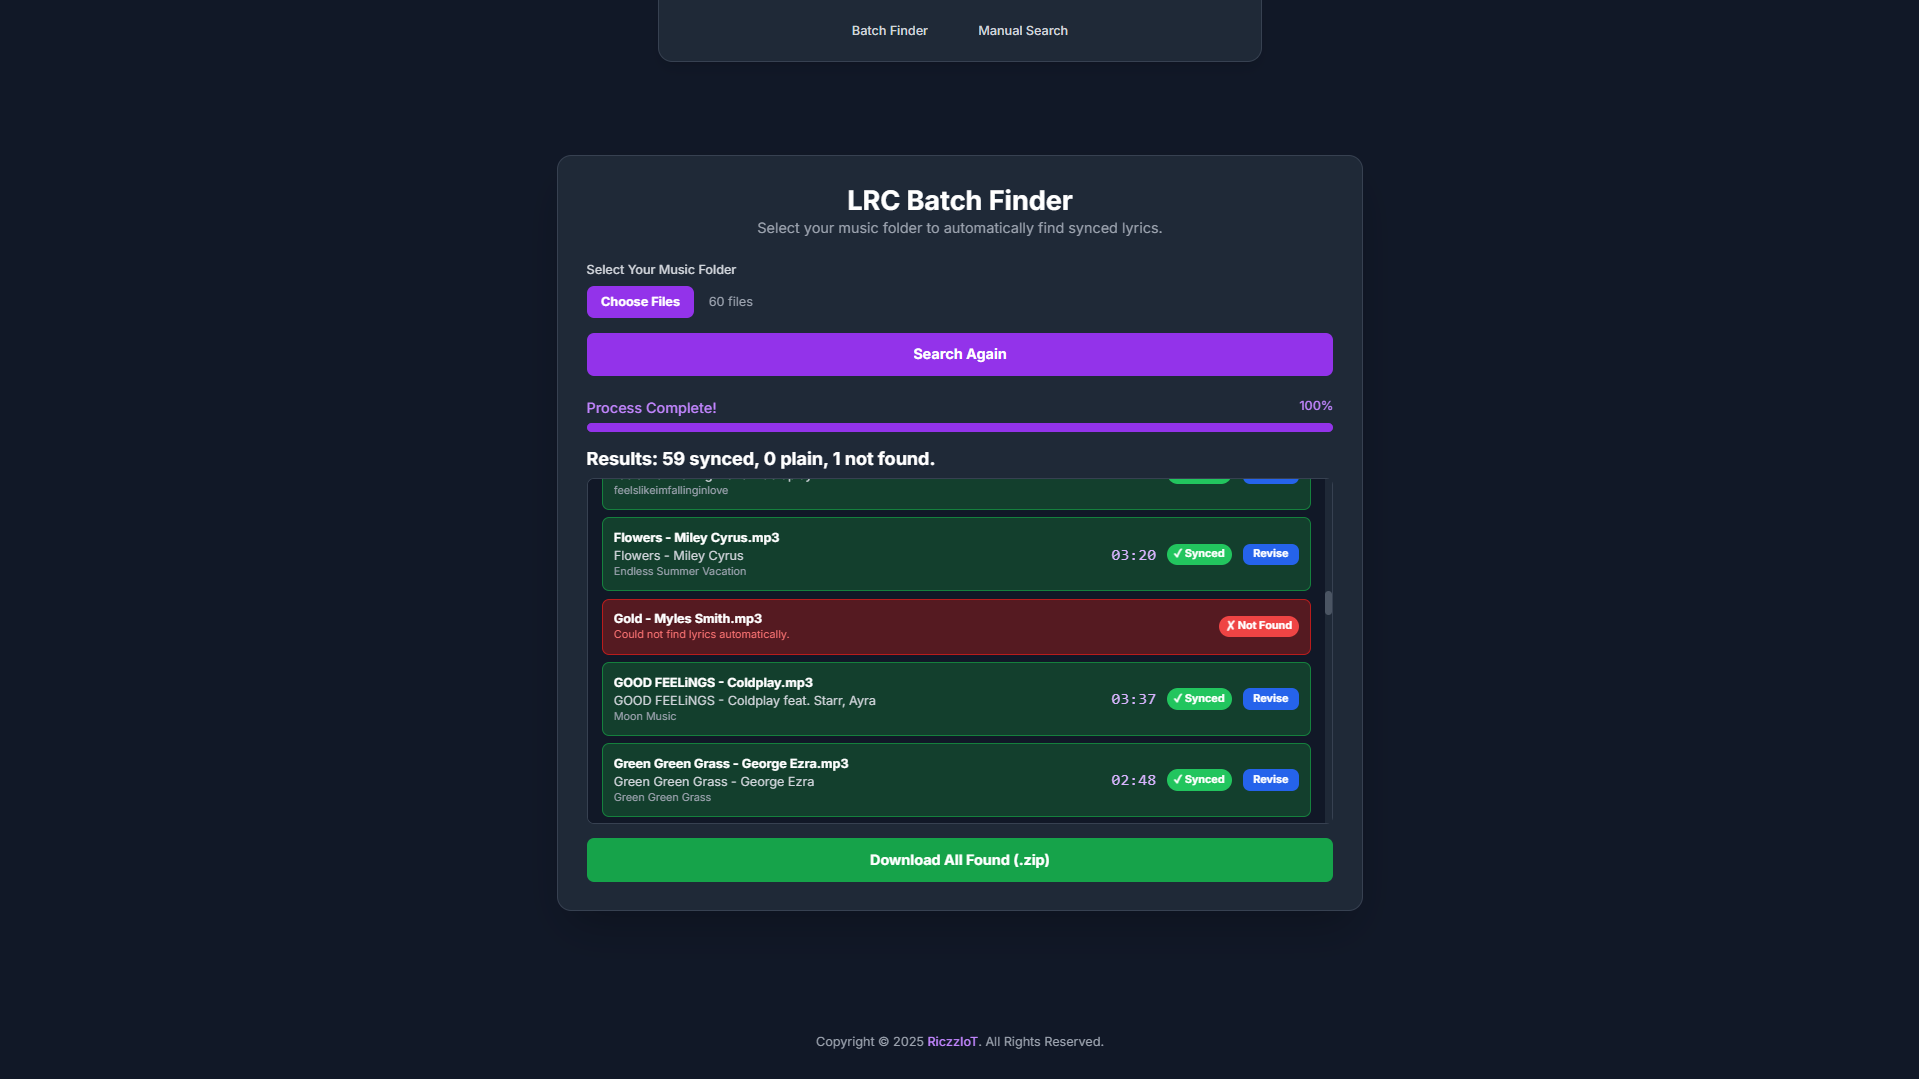 Batch Finder
Manual Search
LRC Batch Finder
Select your music folder to automatically find synced lyrics.
Select Your Music Folder
Choose Files 60 files
Search Again
Process Complete! 100%
Results: 59 synced, 0 plain, 1 not found.
feelslikeimfallinginlove
Flowers - Miley Cyrus.mp3
Flowers - Miley Cyrus
Endless Summer Vacation
03:20 ✓ Synced Revise
Gold - Myles Smith.mp3
Could not find lyrics automatically.
✗ Not Found
GOOD FEELiNGS - Coldplay.mp3
GOOD FEELiNGS - Coldplay feat. Starr, Ayra
Moon Music
03:37 ✓ Synced Revise
Green Green Grass - George Ezra.mp3
Green Green Grass - George Ezra
Green Green Grass
02:48 ✓ Synced Revise
Download All Found (.zip)
Copyright © 2025 RiczzIoT. All Rights Reserved.